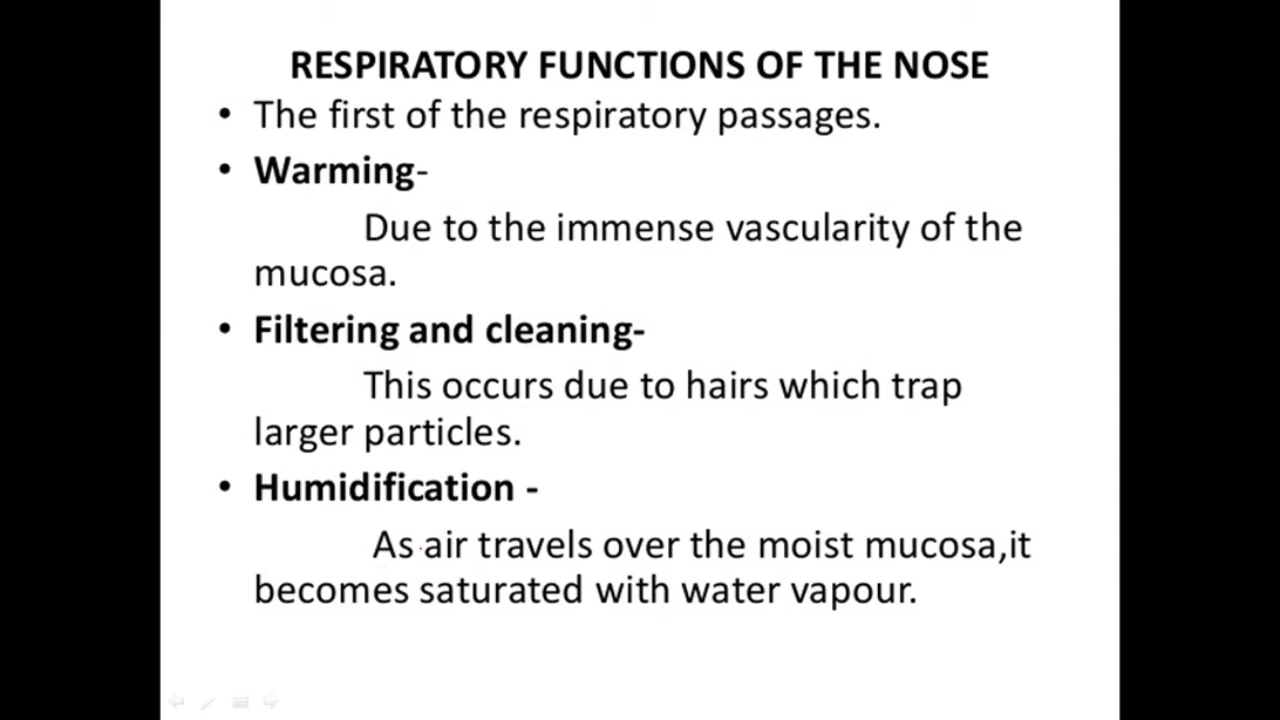 RESPIRATORY FUNCTIONS OF THE NOSE
• The first of the respiratory passages.
• Warming-
Due to the immense vascularity of the
mucosa.
• Filtering and cleaning-
This occurs due to hairs which trap
larger particles.
• Humidification -
As air travels over the moist mucosa,it
becomes saturated with water vapour.